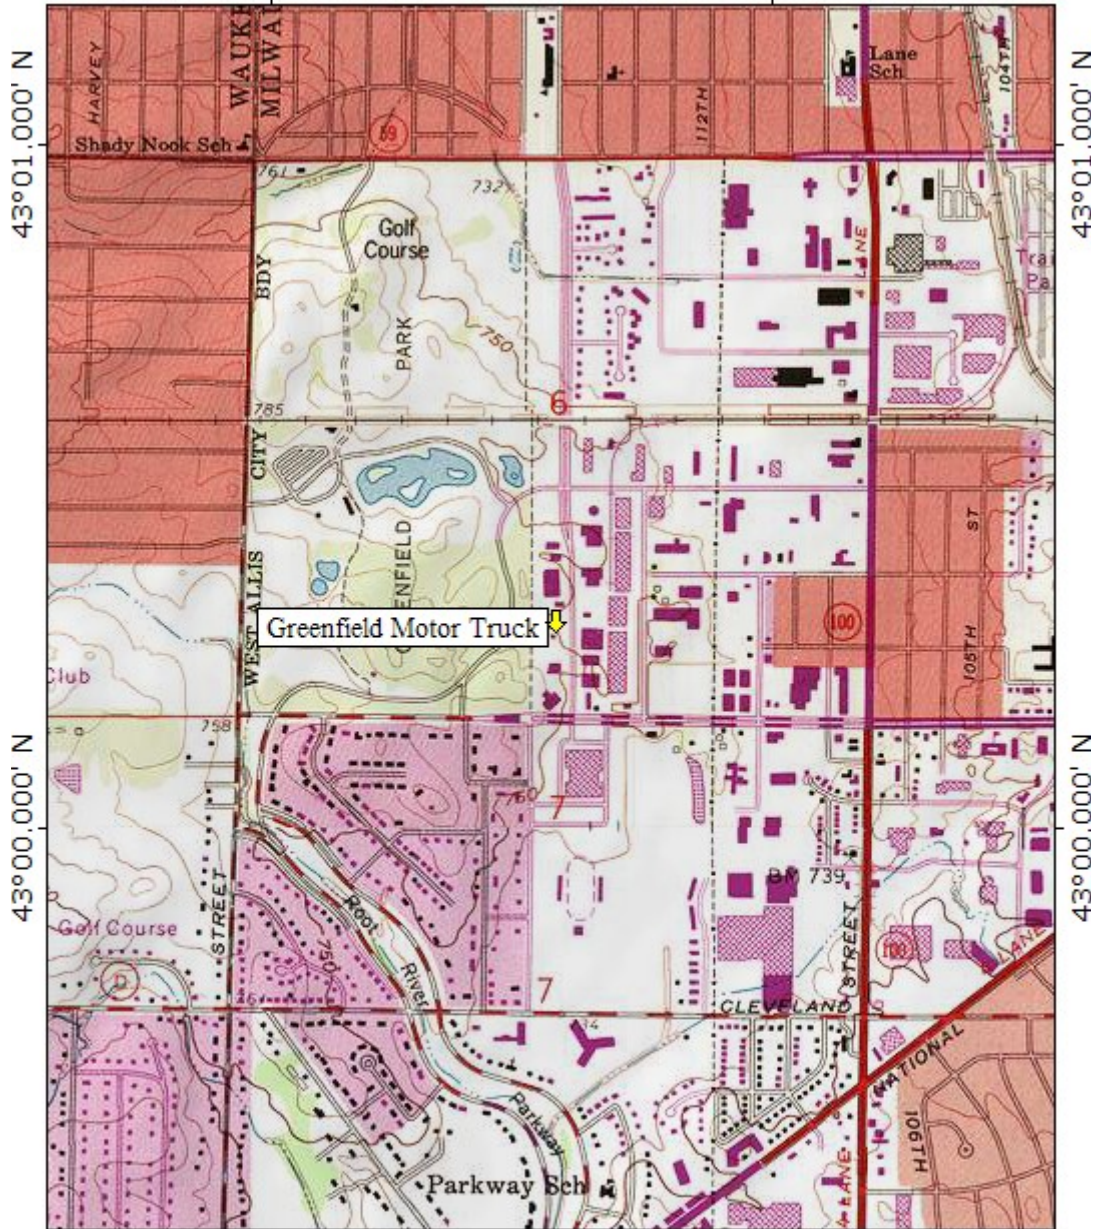 HARVEY
WAUKE
MILWAU
Lane
Sch
104TH
112TH
59
Shady Nook Sch
43°01.000' N
43°01.000' N
761
732
Golf
Course
BDY
4 LANE
Trai
Pa
PARK
750
6
785
CITY
GREENFIELD
ST
WEST ALLIS
Greenfield Motor Truck
100
105TH
Club
758
43°00.000' N
43°00.000' N
760
7
BM 739
STREET
Root
River
750
Golf Course
STREET
100
LANE
D
7
CLEVELAND
NATIONAL
106TH
Parkway
Parkway Sch
4 LANE